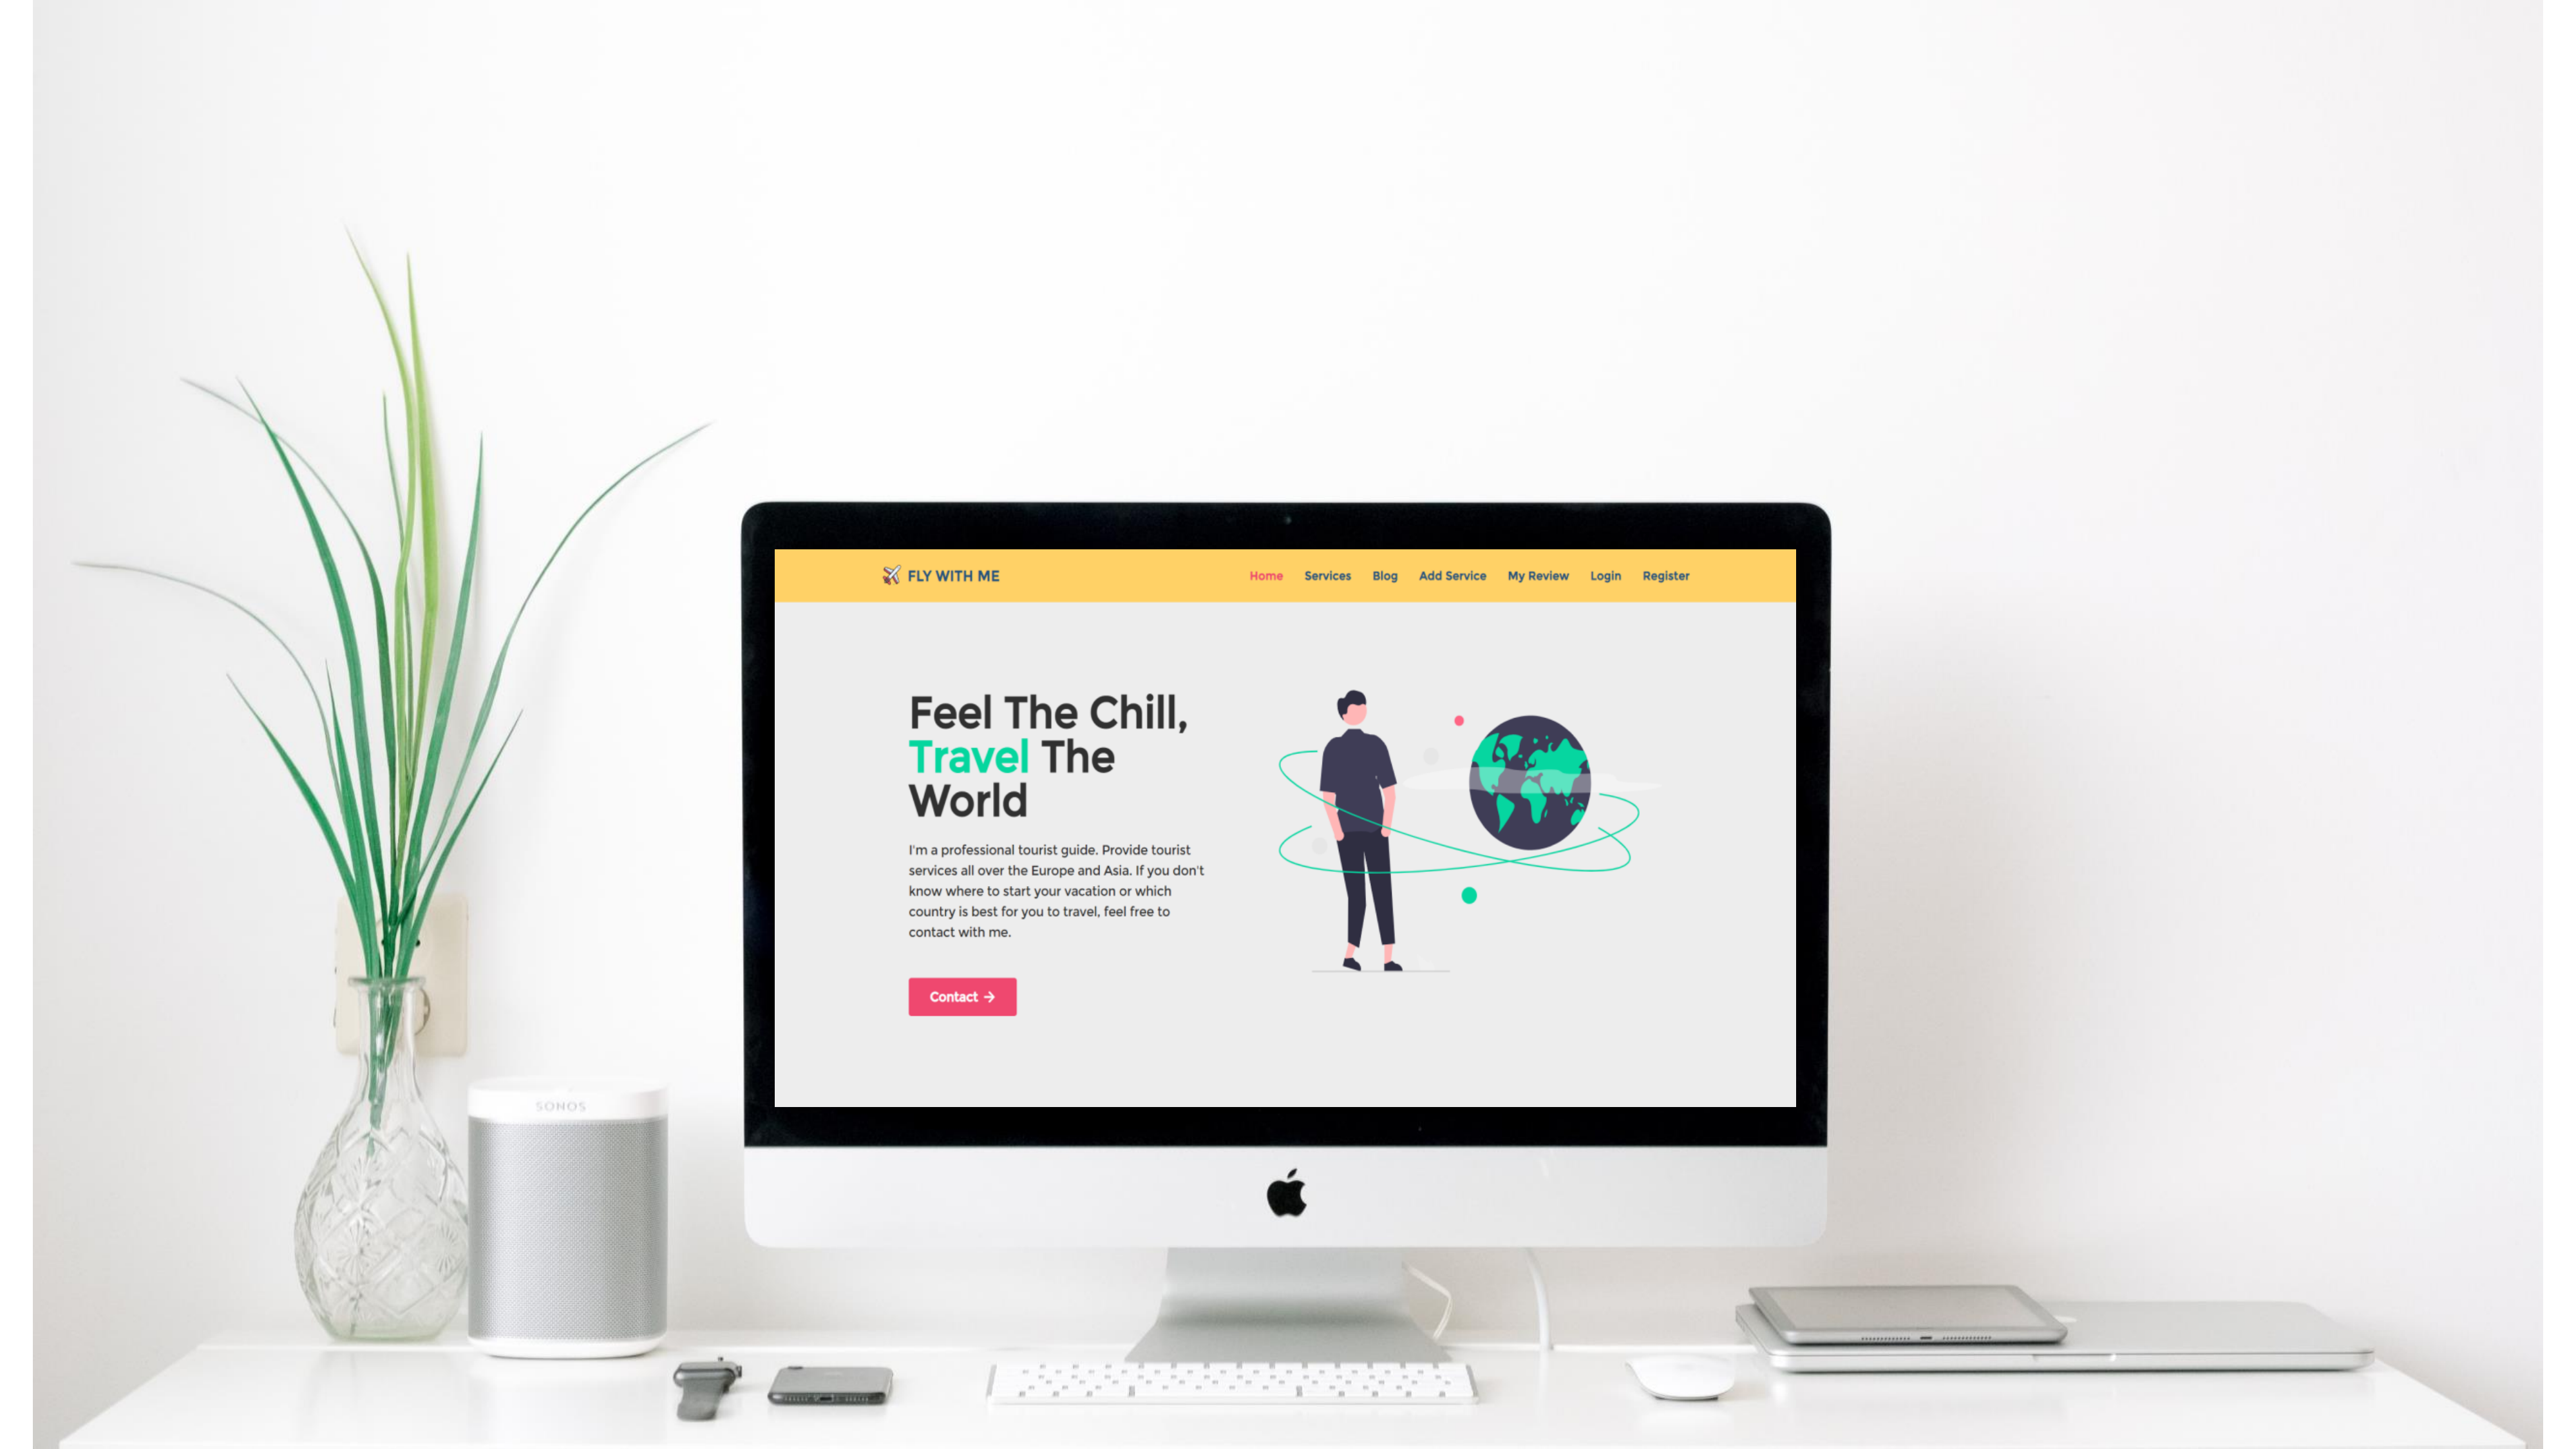 FLY WITH ME
Home Services Blog Add Service My Review Login Register
Feel The Chill,
Travel The
World
I'm a professional tourist guide. Provide tourist
services all over the Europe and Asia. If you don't
know where to start your vacation or which
country is best for you to travel, feel free to
contact with me.
Contact →
SONOS